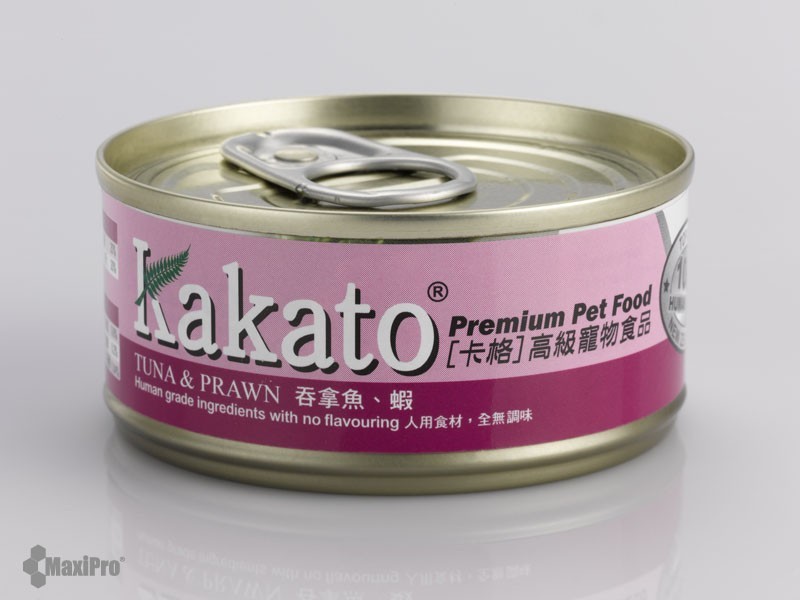 Kakato®
Premium Pet Food
[卡格]高級寵物食品
TUNA & PRAWN 吞拿魚、蝦
Human grade ingredients with no flavouring 人用食材，全無調味
MaxiPro®